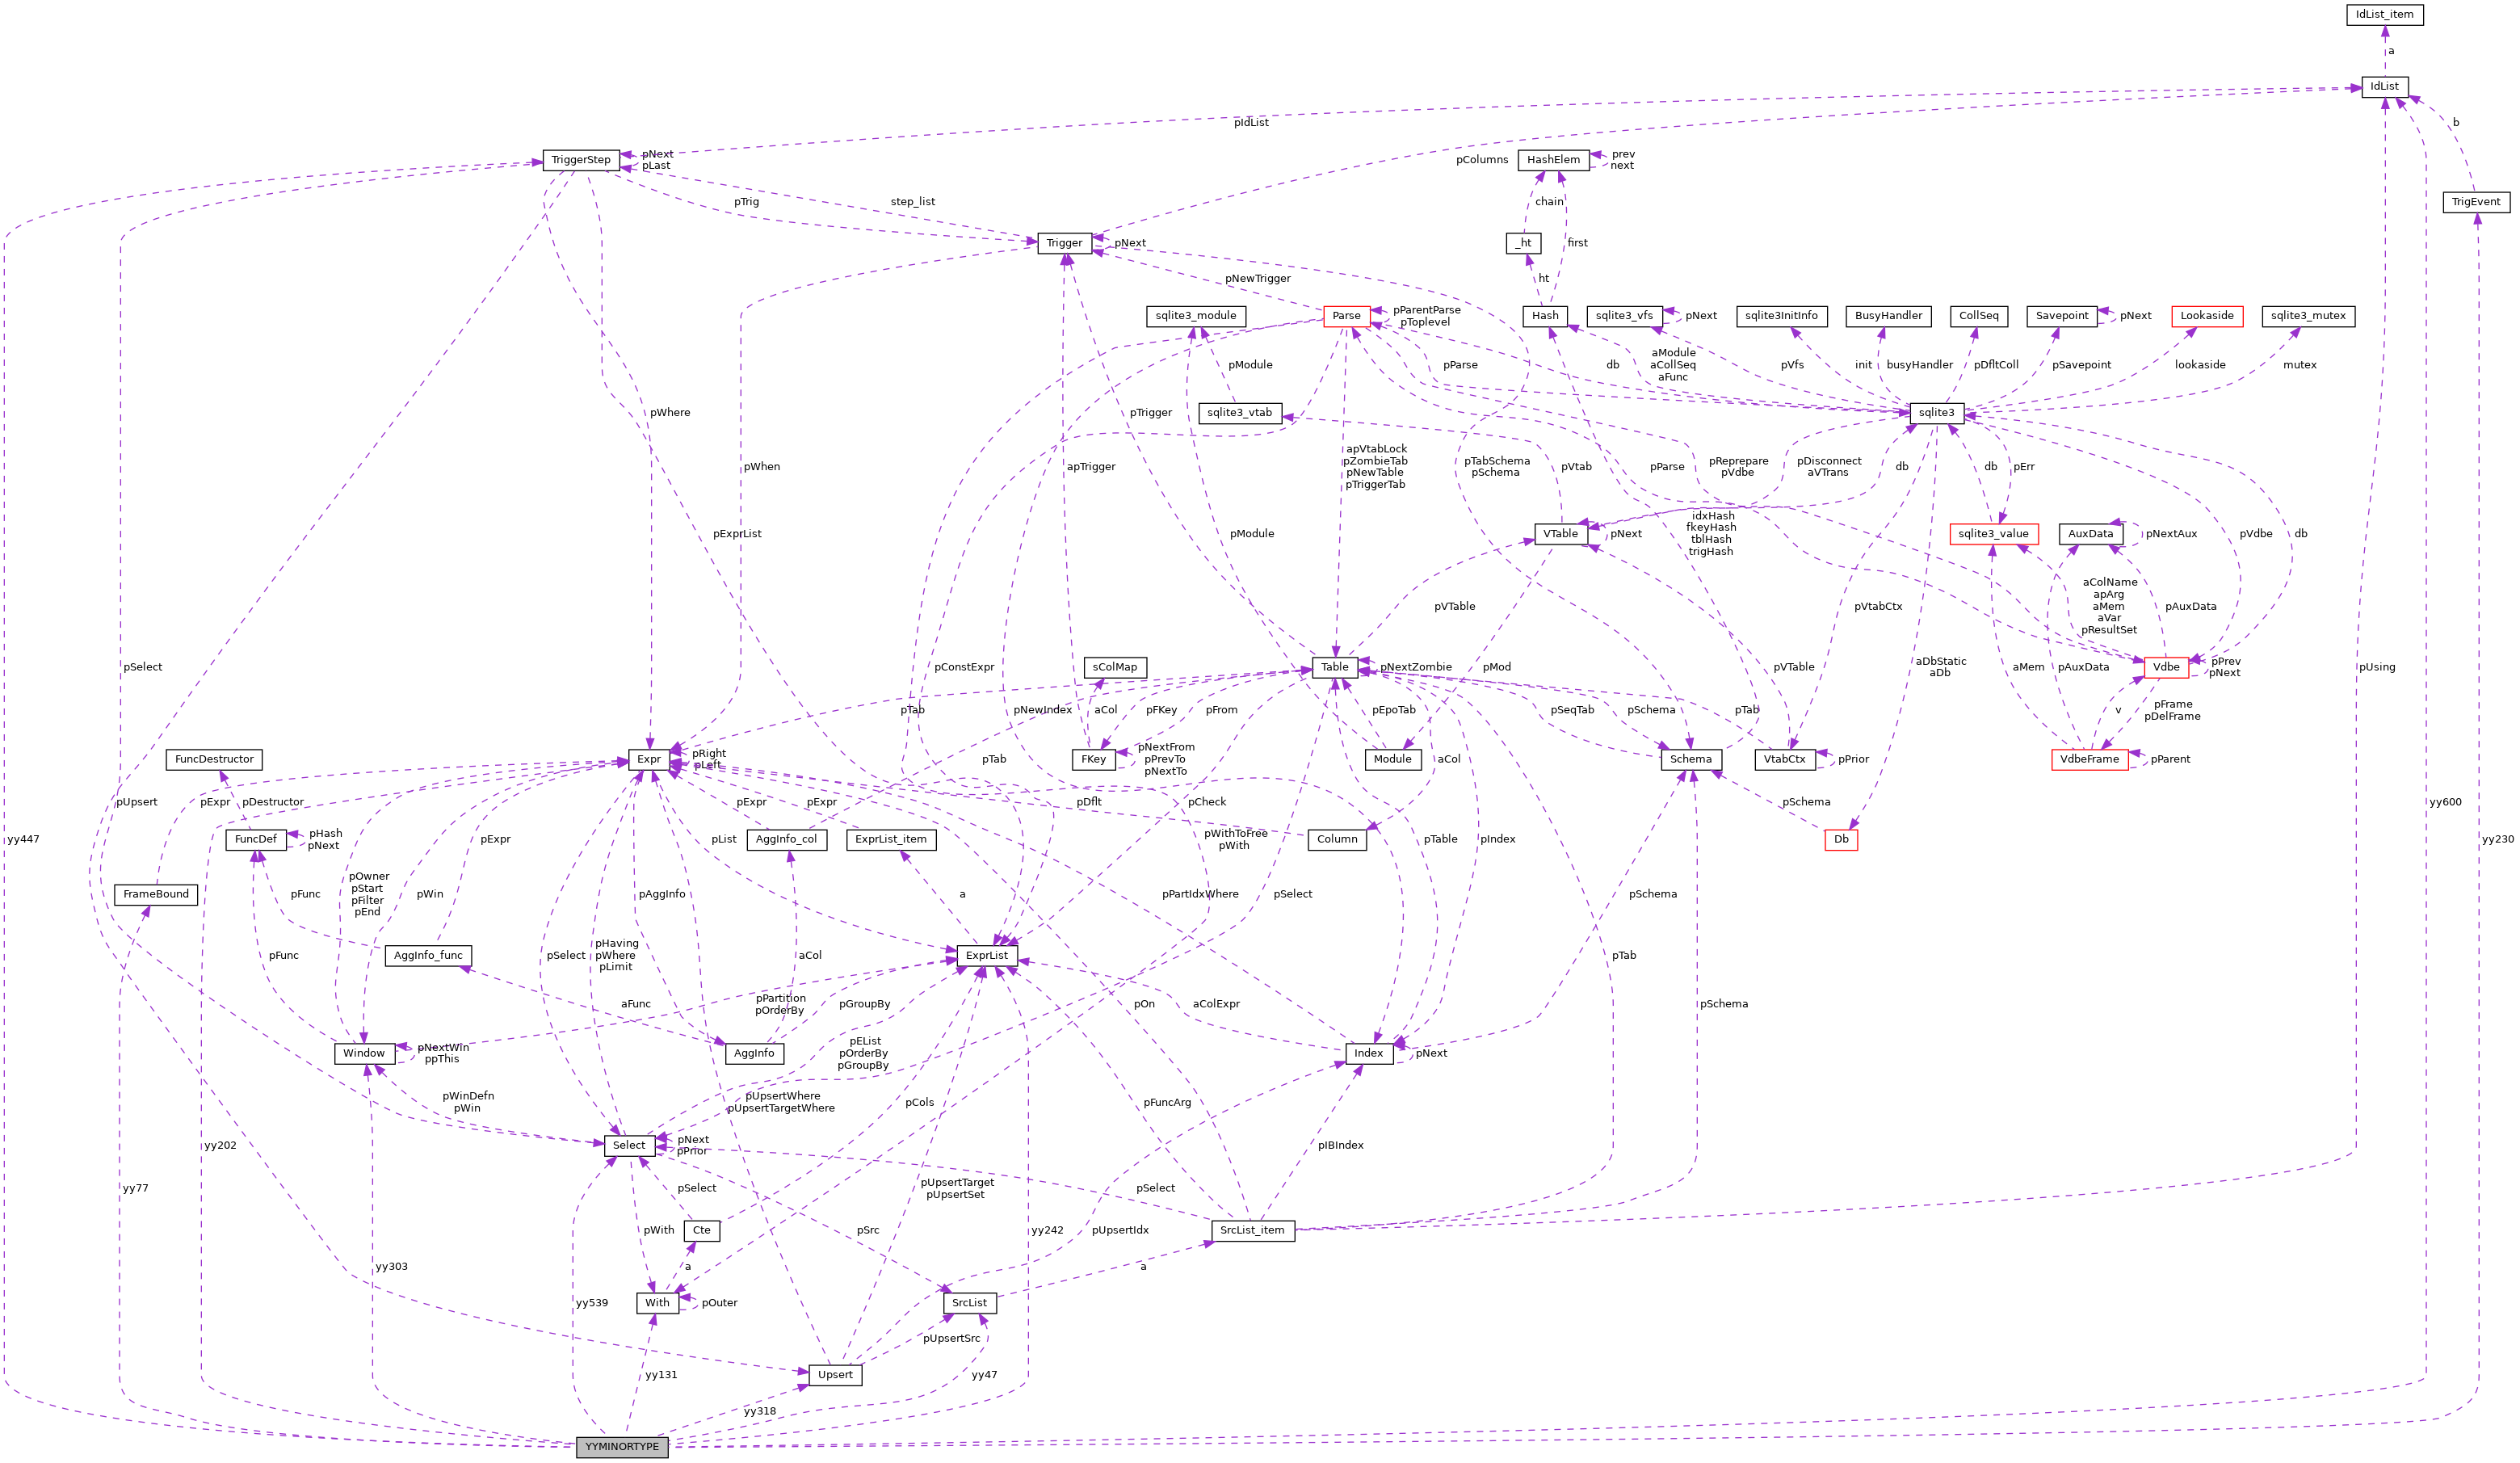 IdList_item
a
IdList
pIdList
b
TriggerStep
pNext
pLast
pColumns
HashElem
prev
next
pTrig
step_list
chain
TrigEvent
Trigger
pNext
_ht
first
pNewTrigger
ht
sqlite3_module
Parse
pParentParse
pToplevel
Hash
sqlite3_vfs
pNext
sqlite3InitInfo
BusyHandler
CollSeq
Savepoint
pNext
Lookaside
sqlite3_mutex
pModule
pParse
db
aModule
aCollSeq
aFunc
pVfs
init
busyHandler
pDfltColl
pSavepoint
lookaside
mutex
pWhere
pTrigger
sqlite3_vtab
sqlite3
pWhen
apTrigger
apVtabLock
pZombieTab
pNewTable
pTriggerTab
pTabSchema
pSchema
pVtab
pParse
pReprepare
pVdbe
pDisconnect
aVTrans
db
db
pErr
pExprList
pModule
idxHash
fkeyHash
tblHash
trigHash
VTable
pNext
sqlite3_value
AuxData
pNextAux
pVdbe
db
pVTable
pVtabCtx
aColName
apArg
aMem
aVar
pResultSet
pAuxData
pSelect
pConstExpr
sColMap
Table
pNextZombie
pMod
pVTable
aDbStatic
aDb
aMem
pAuxData
Vdbe
pPrev
pNext
pUsing
pTab
pNewIndex
aCol
pFKey
pFrom
pEpoTab
pSeqTab
pSchema
pTab
v
pFrame
pDelFrame
FuncDestructor
Expr
pRight
pLeft
pTab
FKey
pNextFrom
pPrevTo
pNextTo
Module
aCol
Schema
VtabCtx
pPrior
VdbeFrame
pParent
pUpsert
pExpr
pDestructor
pExpr
pExpr
pDflt
pCheck
pSchema
yy600
yy447
FuncDef
pHash
pNext
pExpr
pList
AggInfo_col
ExprList_item
pWithToFree
pWith
Column
pTable
pIndex
Db
yy230
FrameBound
pFunc
pOwner
pStart
pFilter
pEnd
pWin
pAggInfo
a
pPartIdxWhere
pSelect
pSchema
pFunc
AggInfo_func
pSelect
pHaving
pWhere
pLimit
aCol
ExprList
pTab
aFunc
pPartition
pOrderBy
pGroupBy
pOn
aColExpr
pSchema
Window
pNextWin
ppThis
AggInfo
pEList
pOrderBy
pGroupBy
Index
pNext
pWinDefn
pWin
pUpsertWhere
pUpsertTargetWhere
pCols
pFuncArg
yy202
Select
pNext
pPrior
pIBIndex
yy77
pSelect
pUpsertTarget
pUpsertSet
pSelect
pWith
Cte
pSrc
yy242
pUpsertIdx
SrcList_item
yy303
a
a
yy539
With
pOuter
SrcList
pUpsertSrc
yy131
Upsert
yy47
yy318
YYMINORTYPE